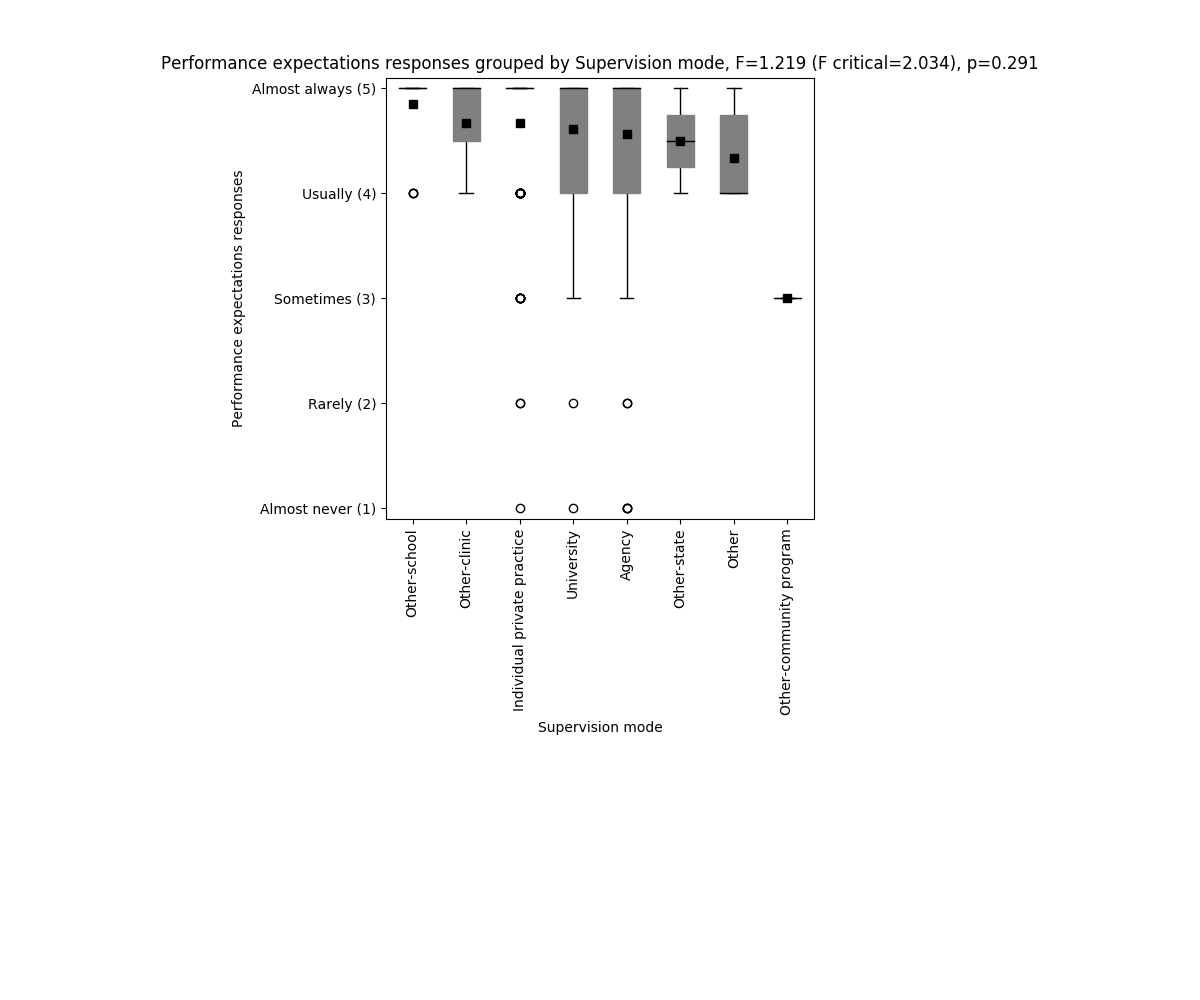 Performance expectations responses grouped by Supervision mode, F=1.219 (F critical=2.034), p=0.291
Almost always (5)
Usually (4)
Sometimes (3)
Rarely (2)
Almost never (1)
Performance expectations responses
Other-school
Other-clinic
Individual private practice
University
Agency
Other-state
Other
Other-community program
Supervision mode